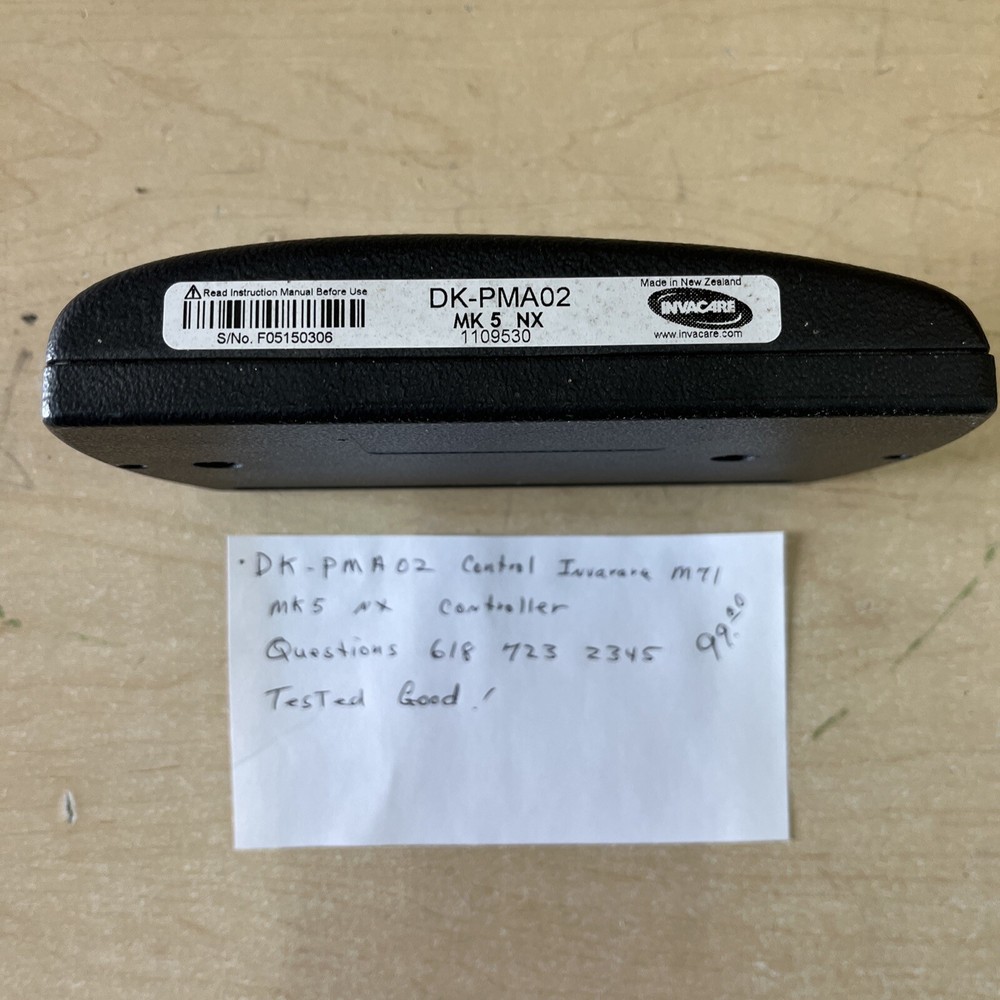 ⚠ Read Instruction Manual Before Use
S/No. F05150306
DK-PMA02
MK 5 NX
1109530
Made in New Zealand
INVACARE
www.invacare.com
· DK-PMA02 Control Invarare M71
MK5 NX Controller
Questions 618 723 2345 99.00
Tested Good!